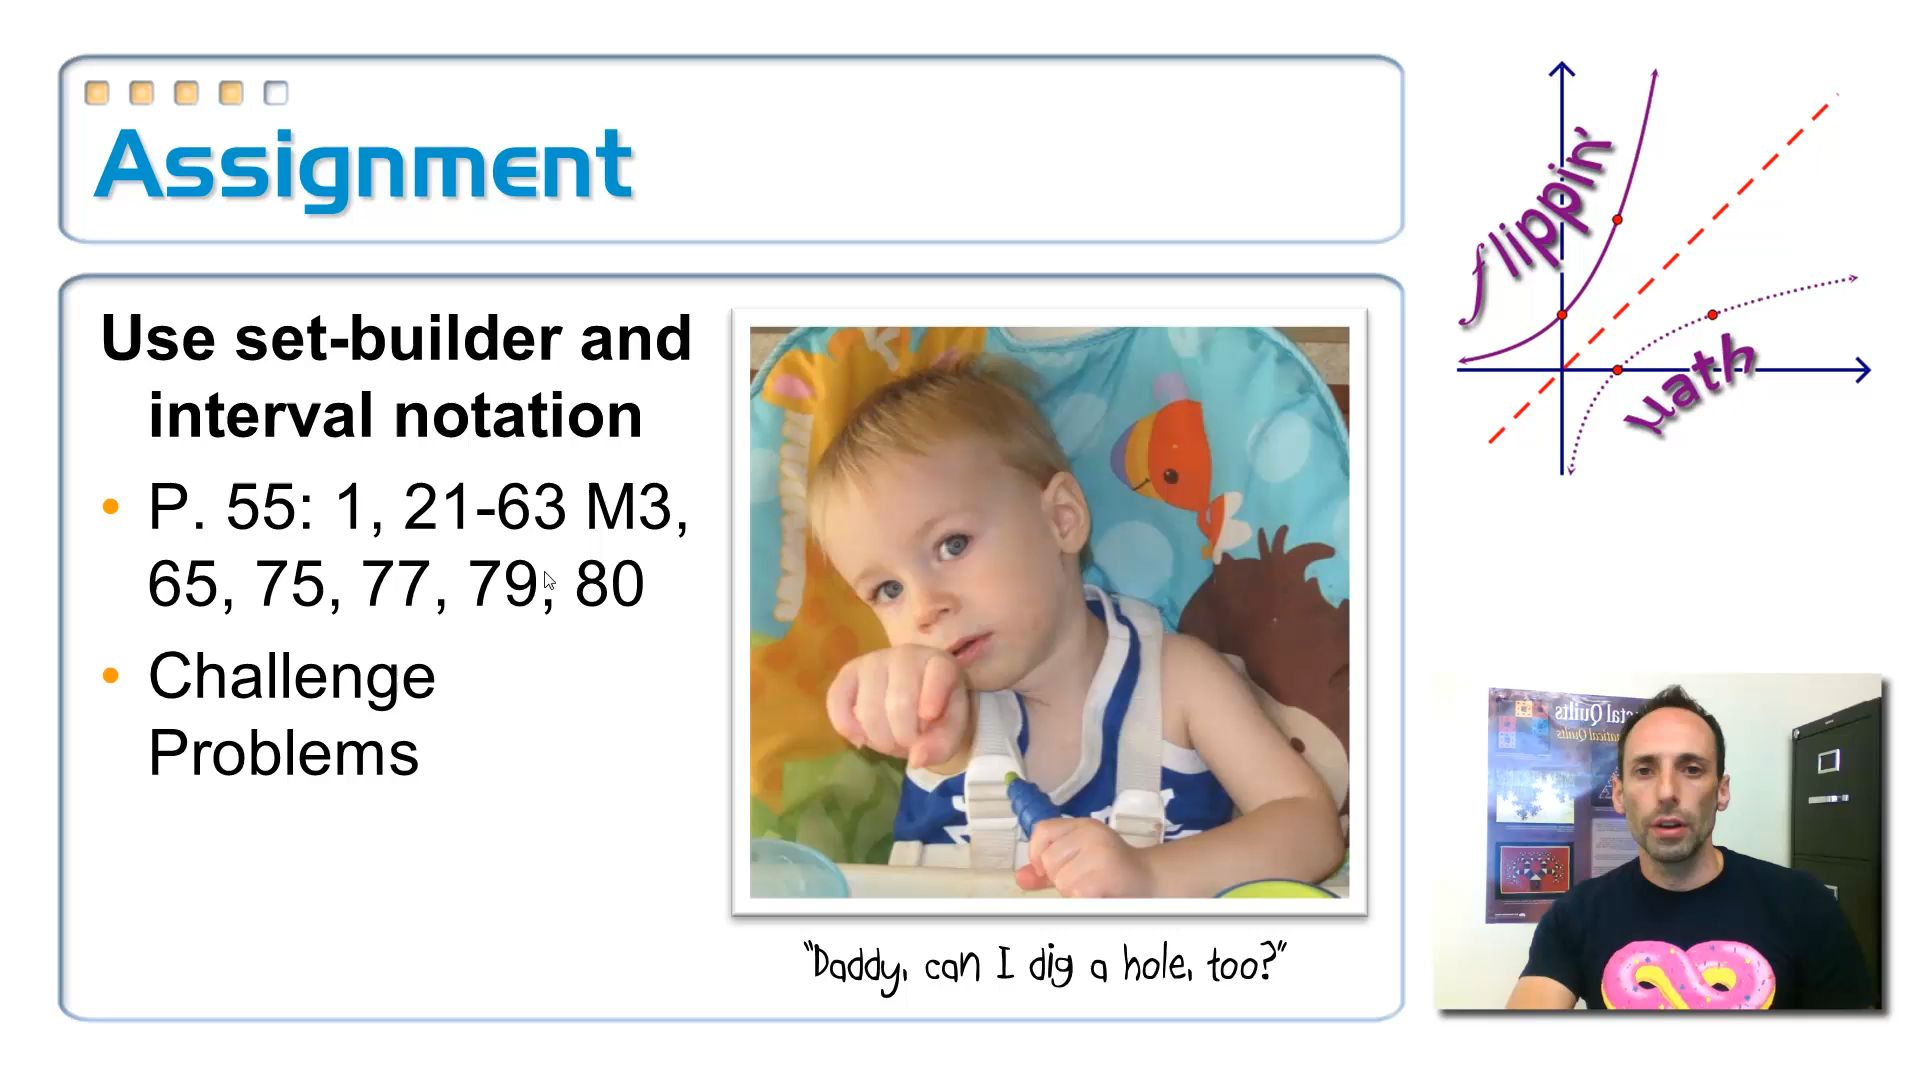 Assignment
Use set-builder and
interval notation
• P. 55: 1, 21-63 M3,
65, 75, 77, 79, 80
• Challenge
Problems
"Daddy, can I dig a hole, too?"
flippin'
math